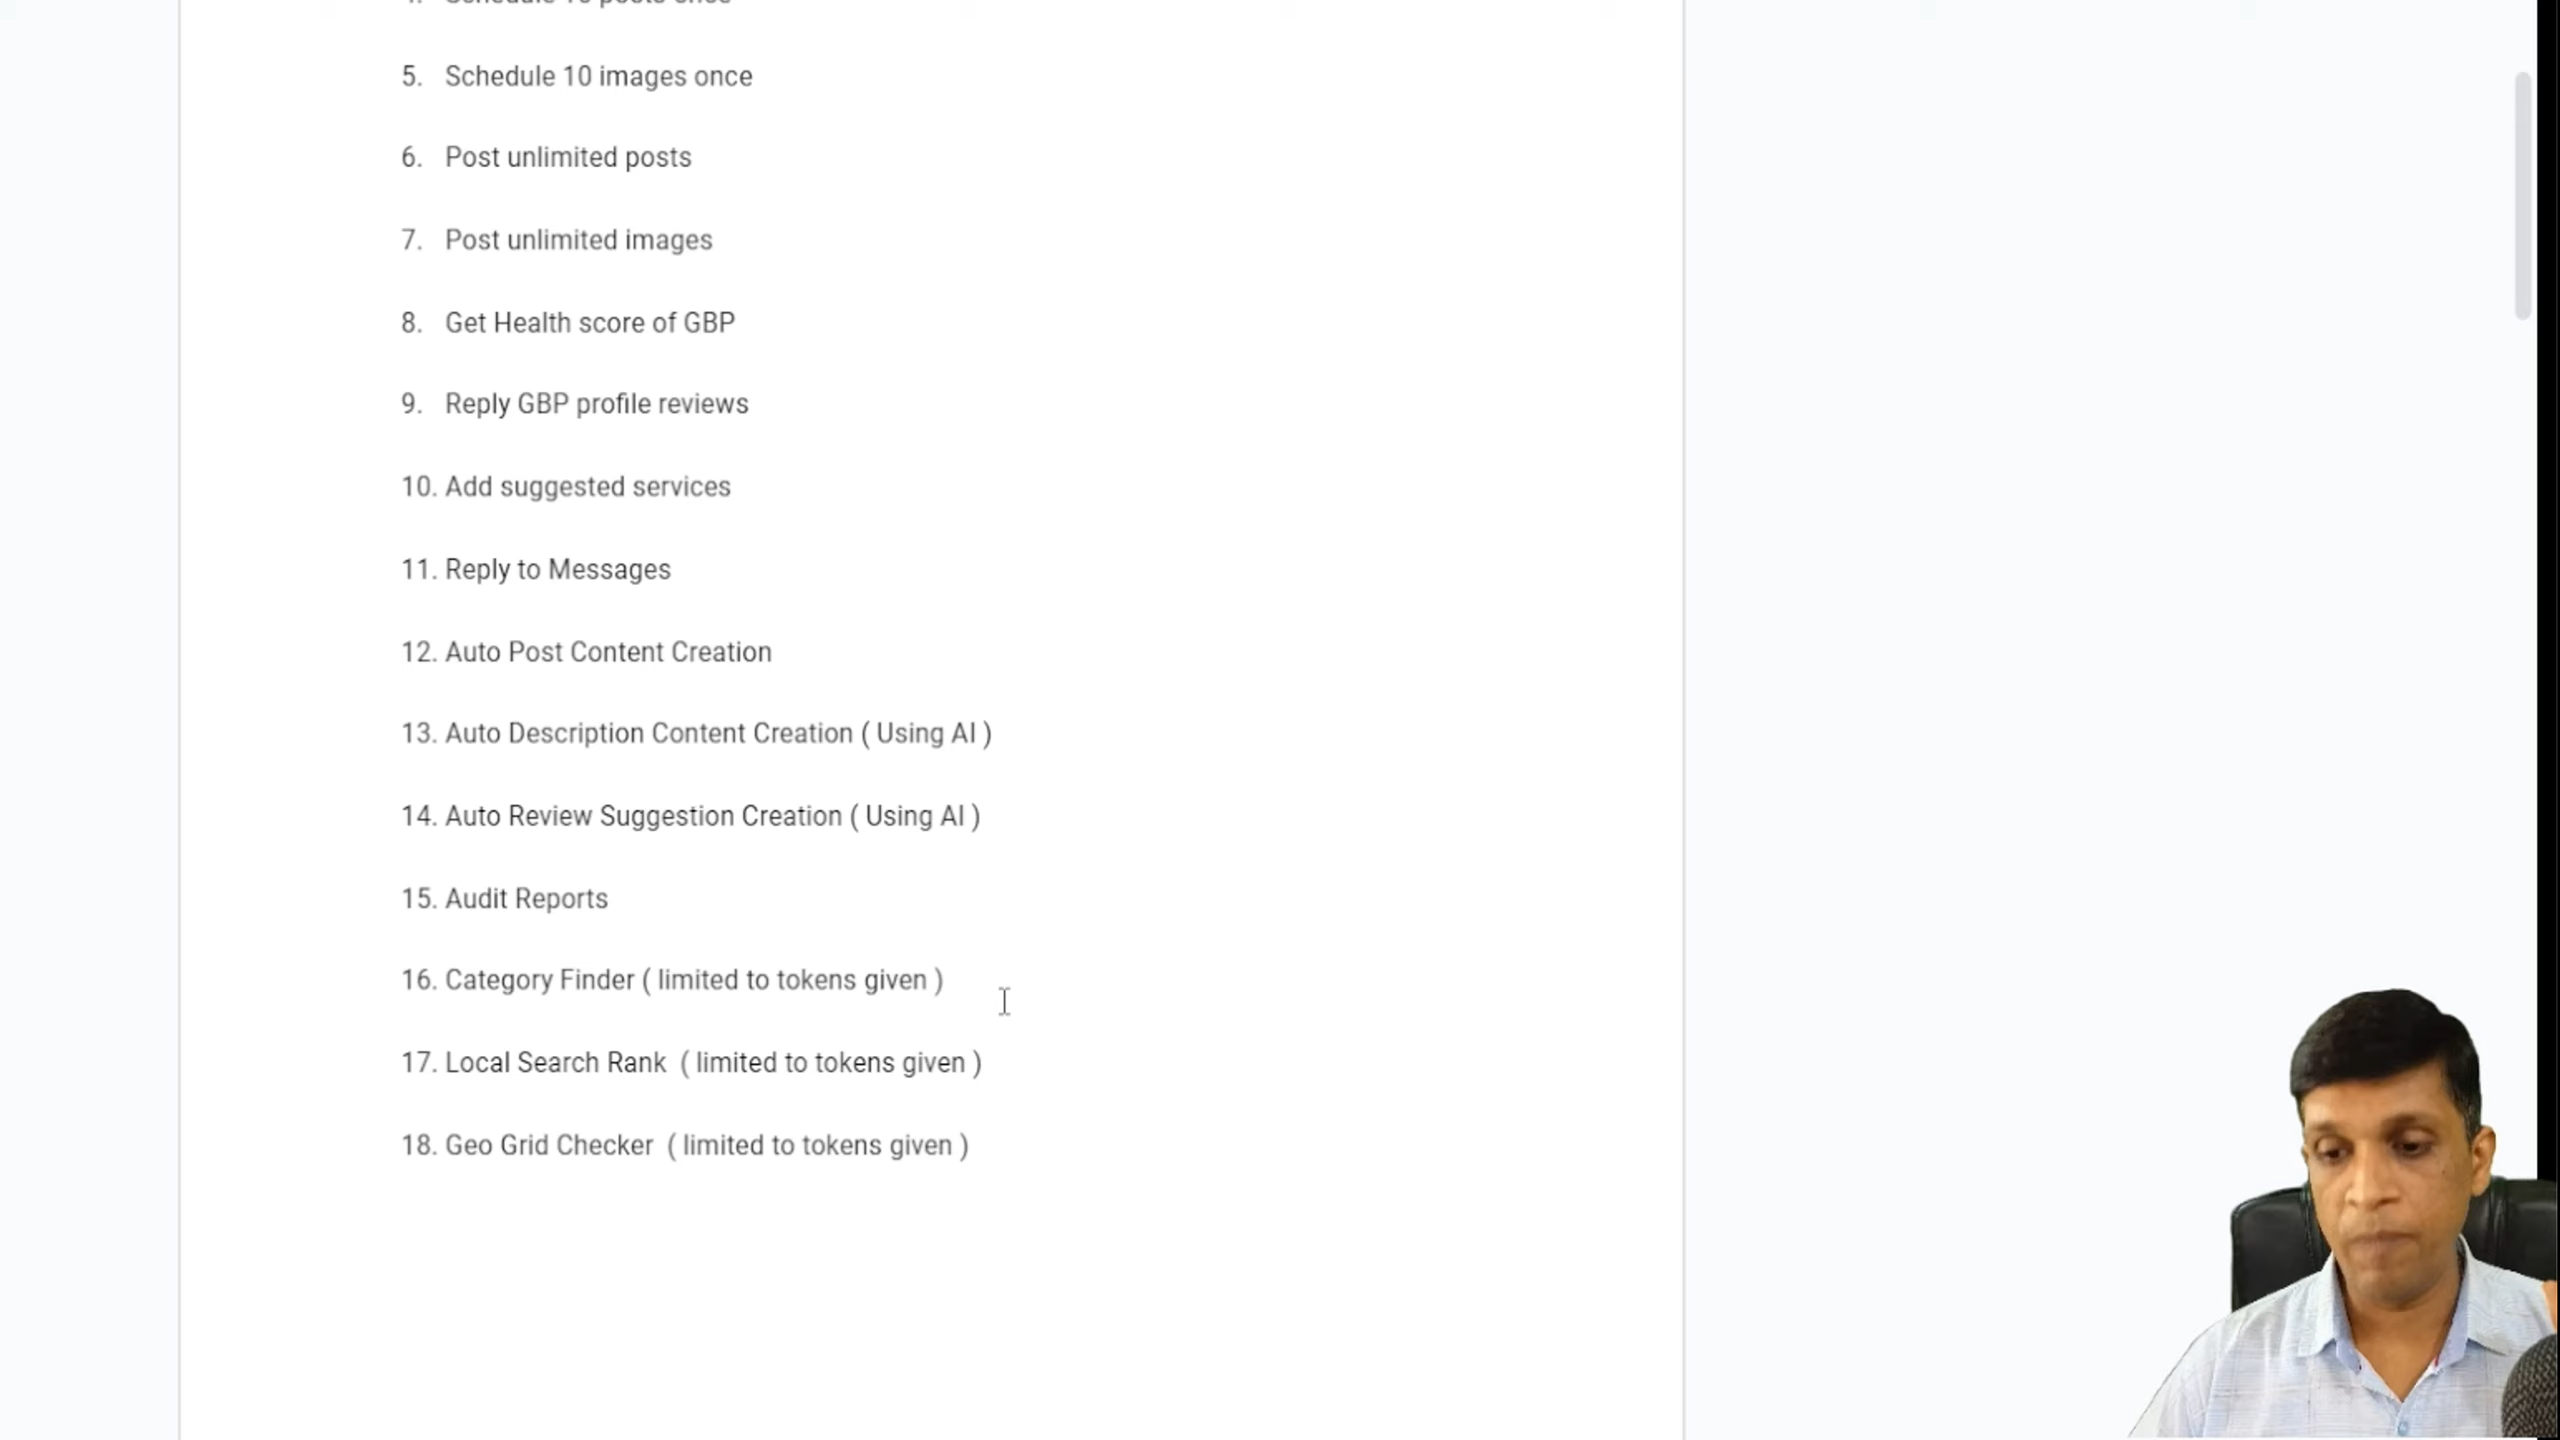 5. Schedule 10 images once
6. Post unlimited posts
7. Post unlimited images
8. Get Health score of GBP
9. Reply GBP profile reviews
10. Add suggested services
11. Reply to Messages
12. Auto Post Content Creation
13. Auto Description Content Creation ( Using AI )
14. Auto Review Suggestion Creation ( Using AI )
15. Audit Reports
16. Category Finder ( limited to tokens given )
17. Local Search Rank ( limited to tokens given )
18. Geo Grid Checker ( limited to tokens given )